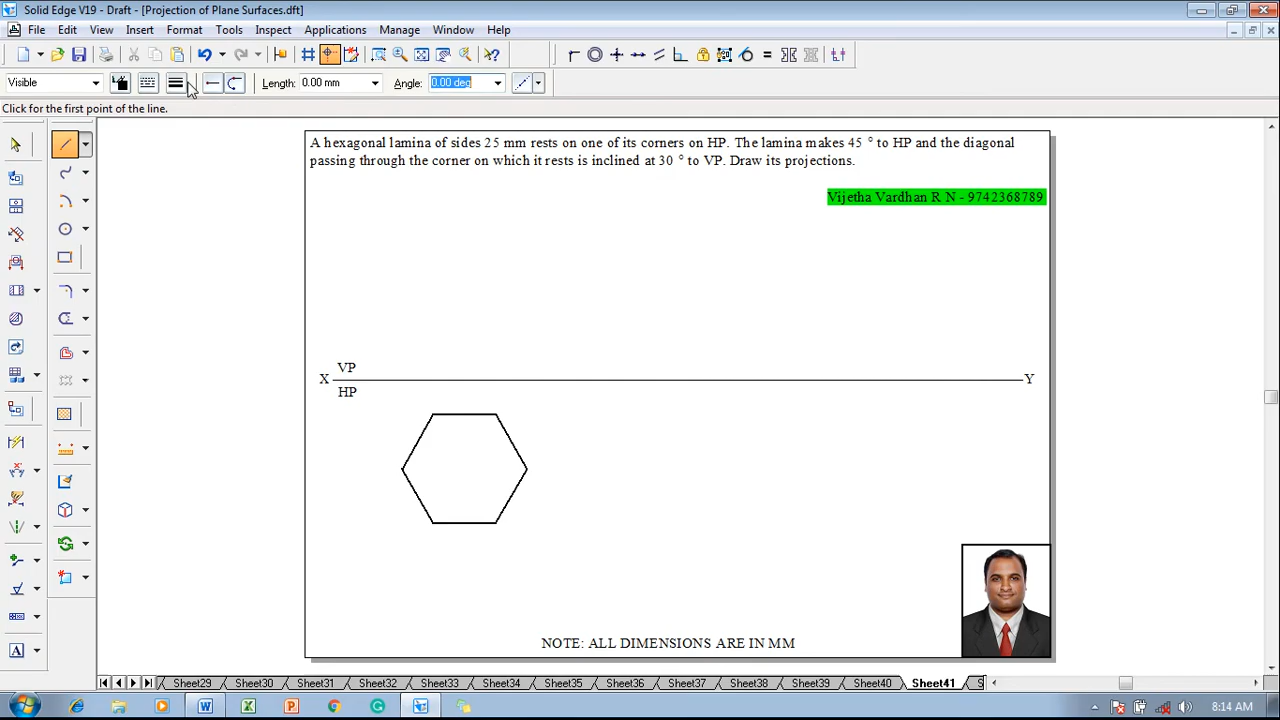 Solid Edge V19 - Draft - [Projection of Plane Surfaces.dft]
File Edit View Insert Format Tools Inspect Applications Manage Window Help
Visible Length: 0.00 mm Angle: 0.00 deg
Click for the first point of the line.
A hexagonal lamina of sides 25 mm rests on one of its corners on HP. The lamina makes 45 ° to HP and the diagonal
passing through the corner on which it rests is inclined at 30 ° to VP. Draw its projections.
Vijetha Vardhan R N - 9742368789
VP
X Y
HP
NOTE: ALL DIMENSIONS ARE IN MM
Sheet29 Sheet30 Sheet31 Sheet32 Sheet33 Sheet34 Sheet35 Sheet36 Sheet37 Sheet38 Sheet39 Sheet40 Sheet41 S
8:14 AM